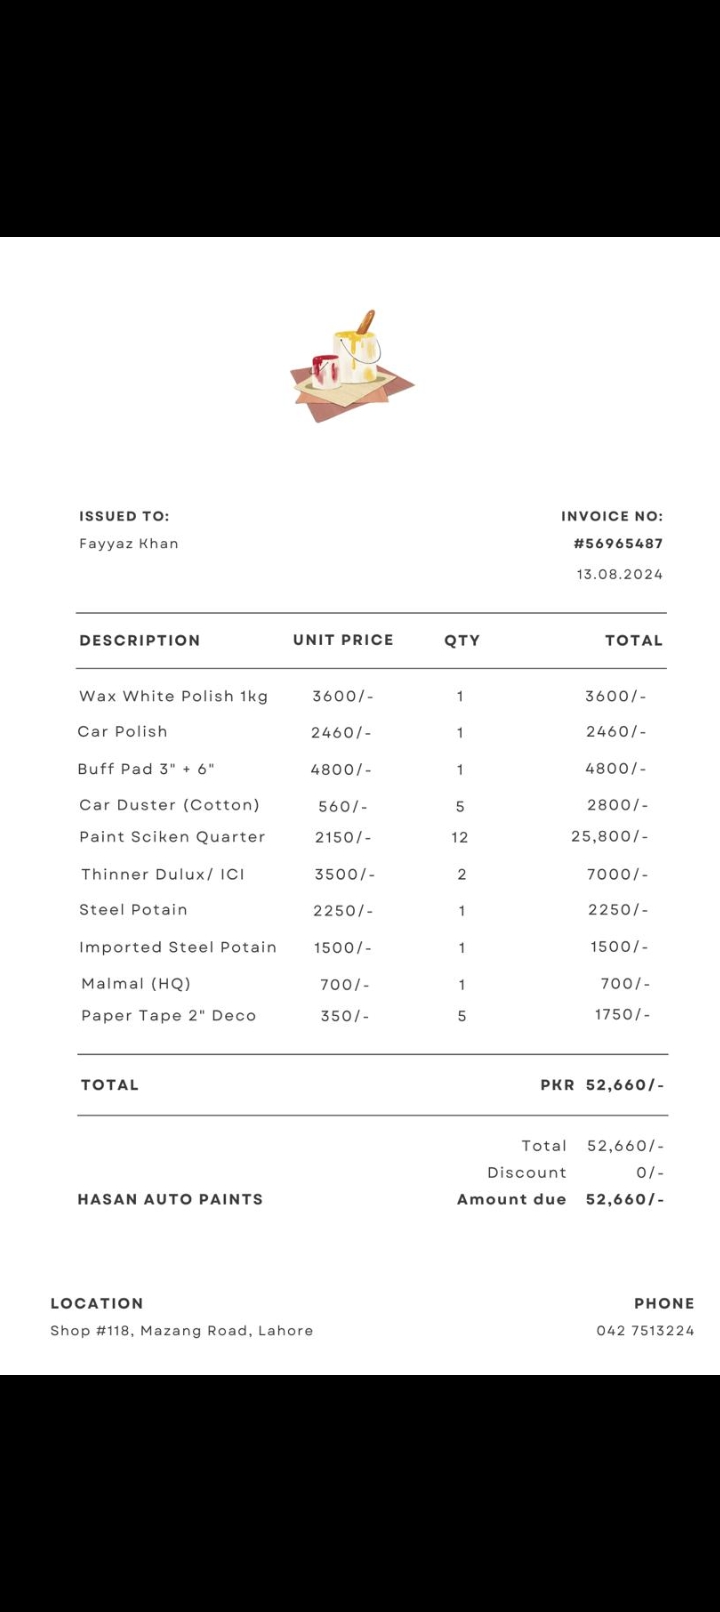 ISSUED TO: INVOICE NO:
Fayyaz Khan #56965487
13.08.2024
DESCRIPTION UNIT PRICE QTY TOTAL
Wax White Polish 1kg 3600/- 1 3600/-
Car Polish 2460/- 1 2460/-
Buff Pad 3" + 6" 4800/- 1 4800/-
Car Duster (Cotton) 560/- 5 2800/-
Paint Sciken Quarter 2150/- 12 25,800/-
Thinner Dulux/ ICI 3500/- 2 7000/-
Steel Potain 2250/- 1 2250/-
Imported Steel Potain 1500/- 1 1500/-
Malmal (HQ) 700/- 1 700/-
Paper Tape 2" Deco 350/- 5 1750/-
TOTAL PKR 52,660/-
Total 52,660/-
Discount 0/-
HASAN AUTO PAINTS Amount due 52,660/-
LOCATION PHONE
Shop #118, Mazang Road, Lahore 042 7513224